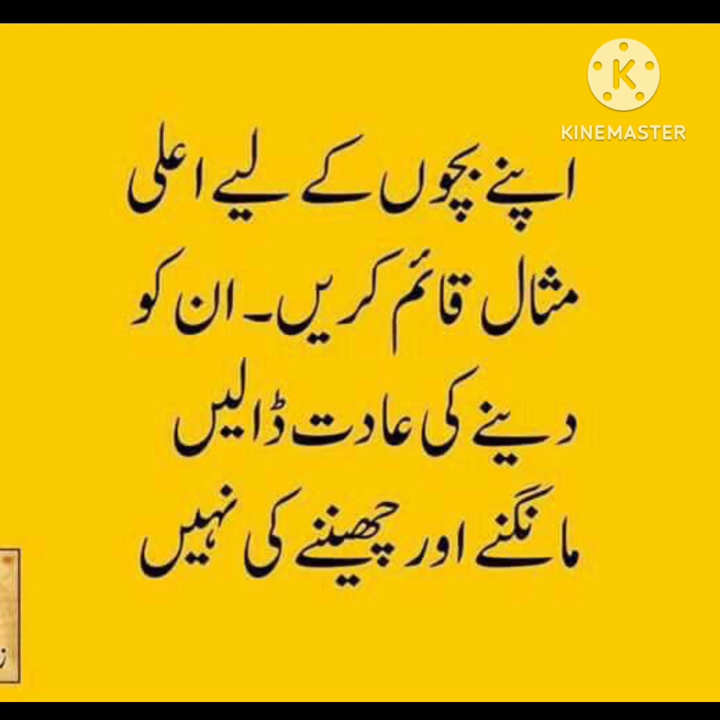 KINEMASTER
اپنے بچوں کے لیے اعلی
مثال قائم کریں۔ ان کو
دینے کی عادت ڈالیں
مانگنے اور چھیننے کی نہیں